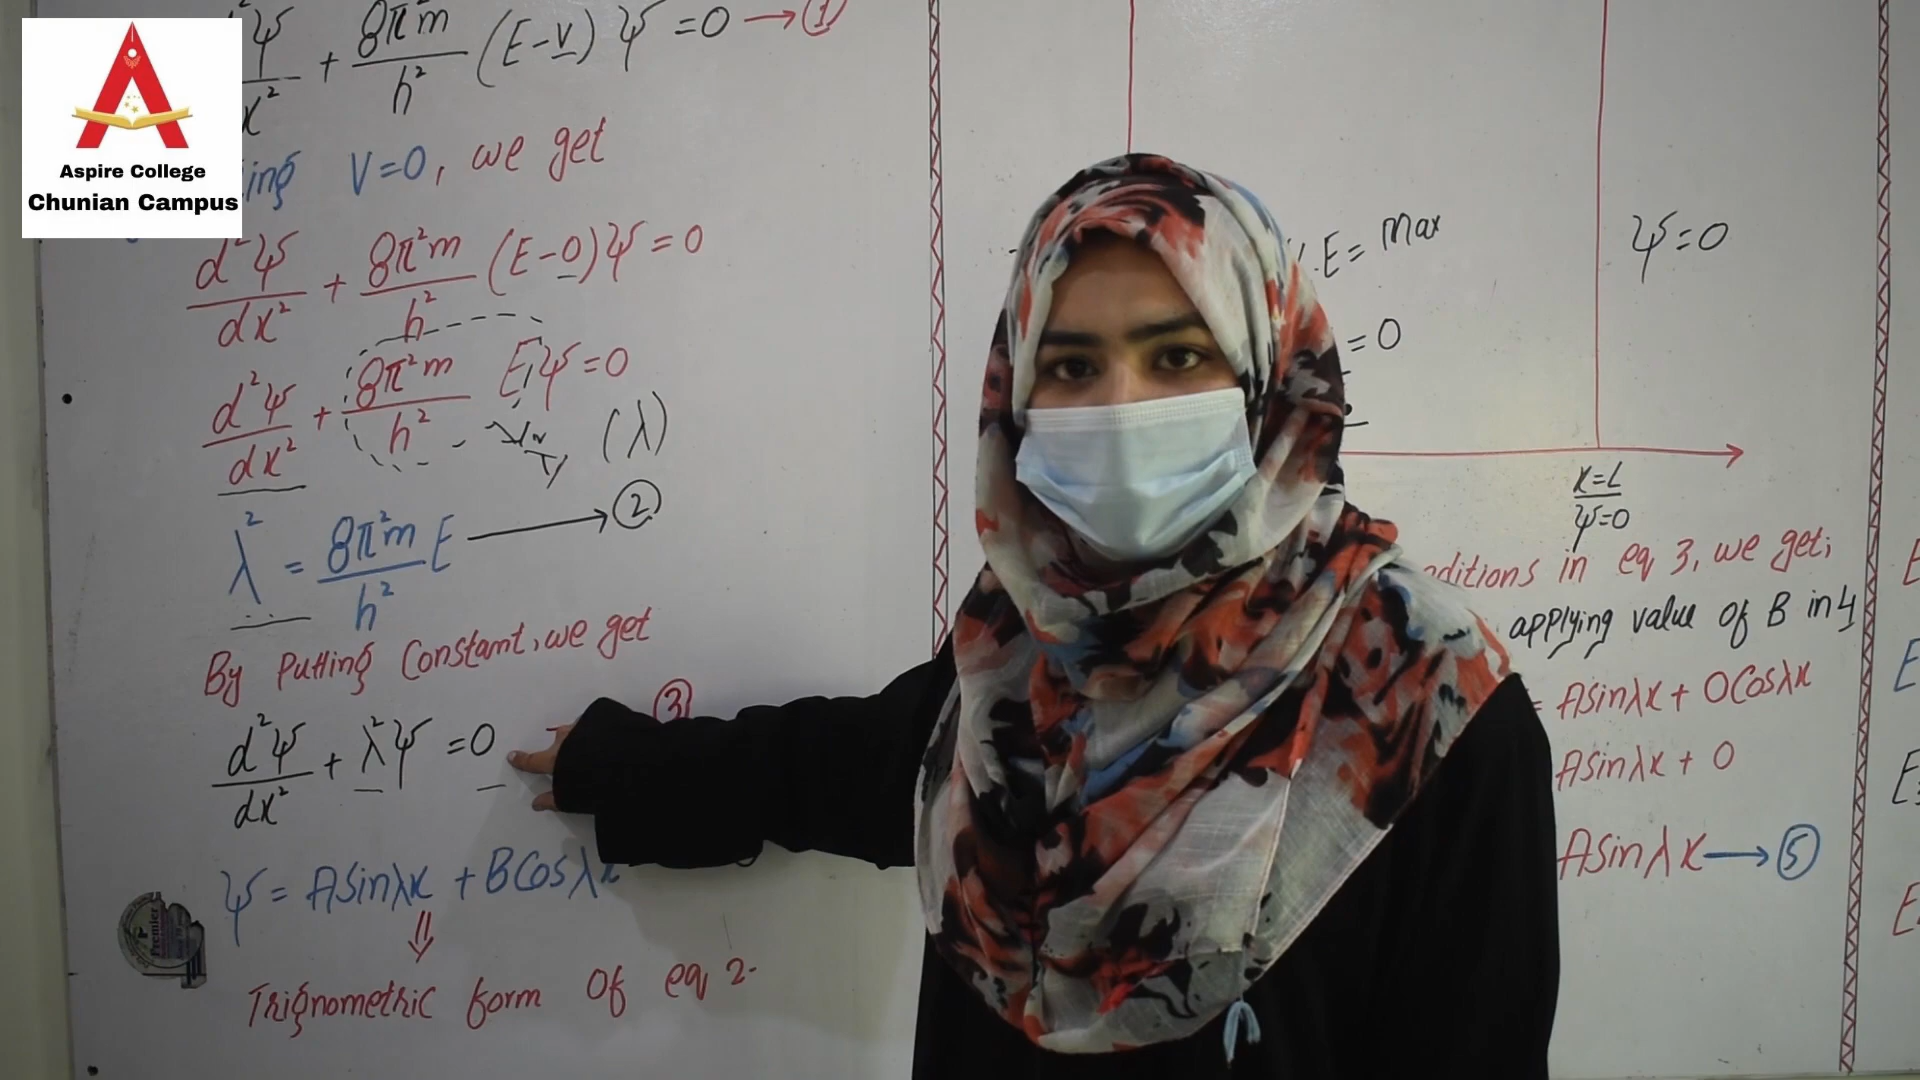 Aspire College
Chunian Campus
+ 8π²m/h² (E-V) ψ = 0 → ①
V=0, we get
d²ψ/dx² + 8π²m/h² (E-0)ψ = 0
d²ψ/dx² + 8π²m/h² Eψ = 0
(λ)
λ² = 8π²m/h² E → ②
By Putting Constant, we get
d²ψ/dx² + λ²ψ = 0
③
ψ = Asinλx + BCosλx
⇓
Trignometric form Of eq 2.
Premier
.E = Max
= 0
ψ=0
x=L
ψ=0
in eq 3, we get;
applying value of B in 4
= Asinλx + 0Cosλx
Asinλx + 0
Asinλx → ⑤